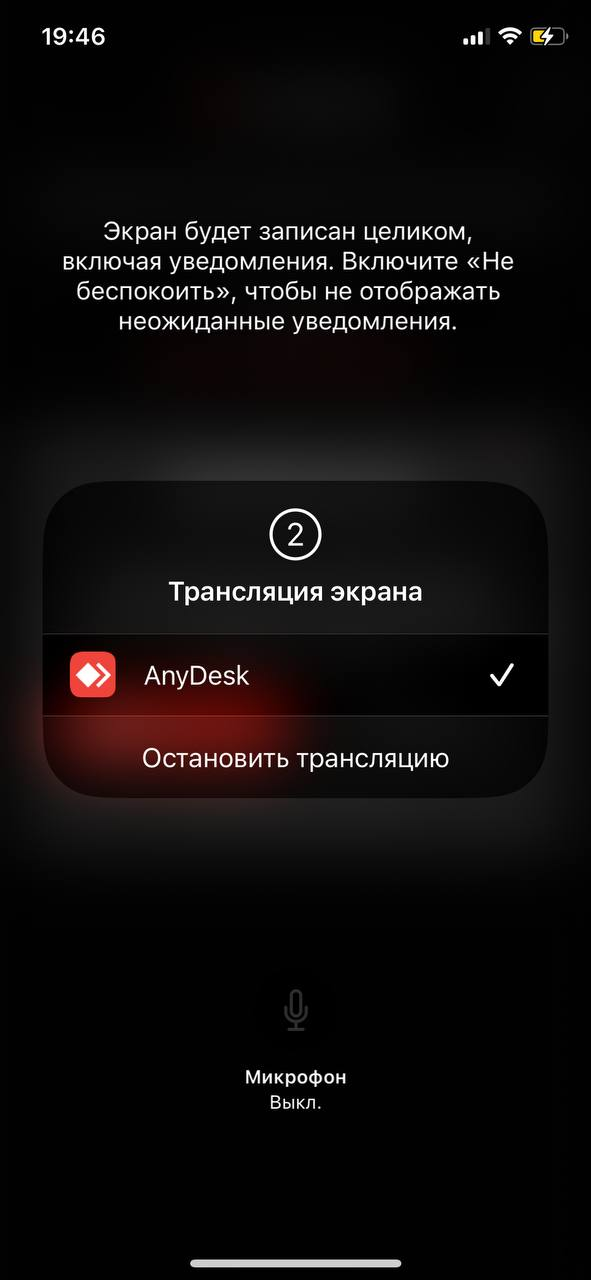 19:46
Экран будет записан целиком,
включая уведомления. Включите «Не
беспокоить», чтобы не отображать
неожиданные уведомления.
2
Трансляция экрана
AnyDesk
Остановить трансляцию
Микрофон
Выкл.